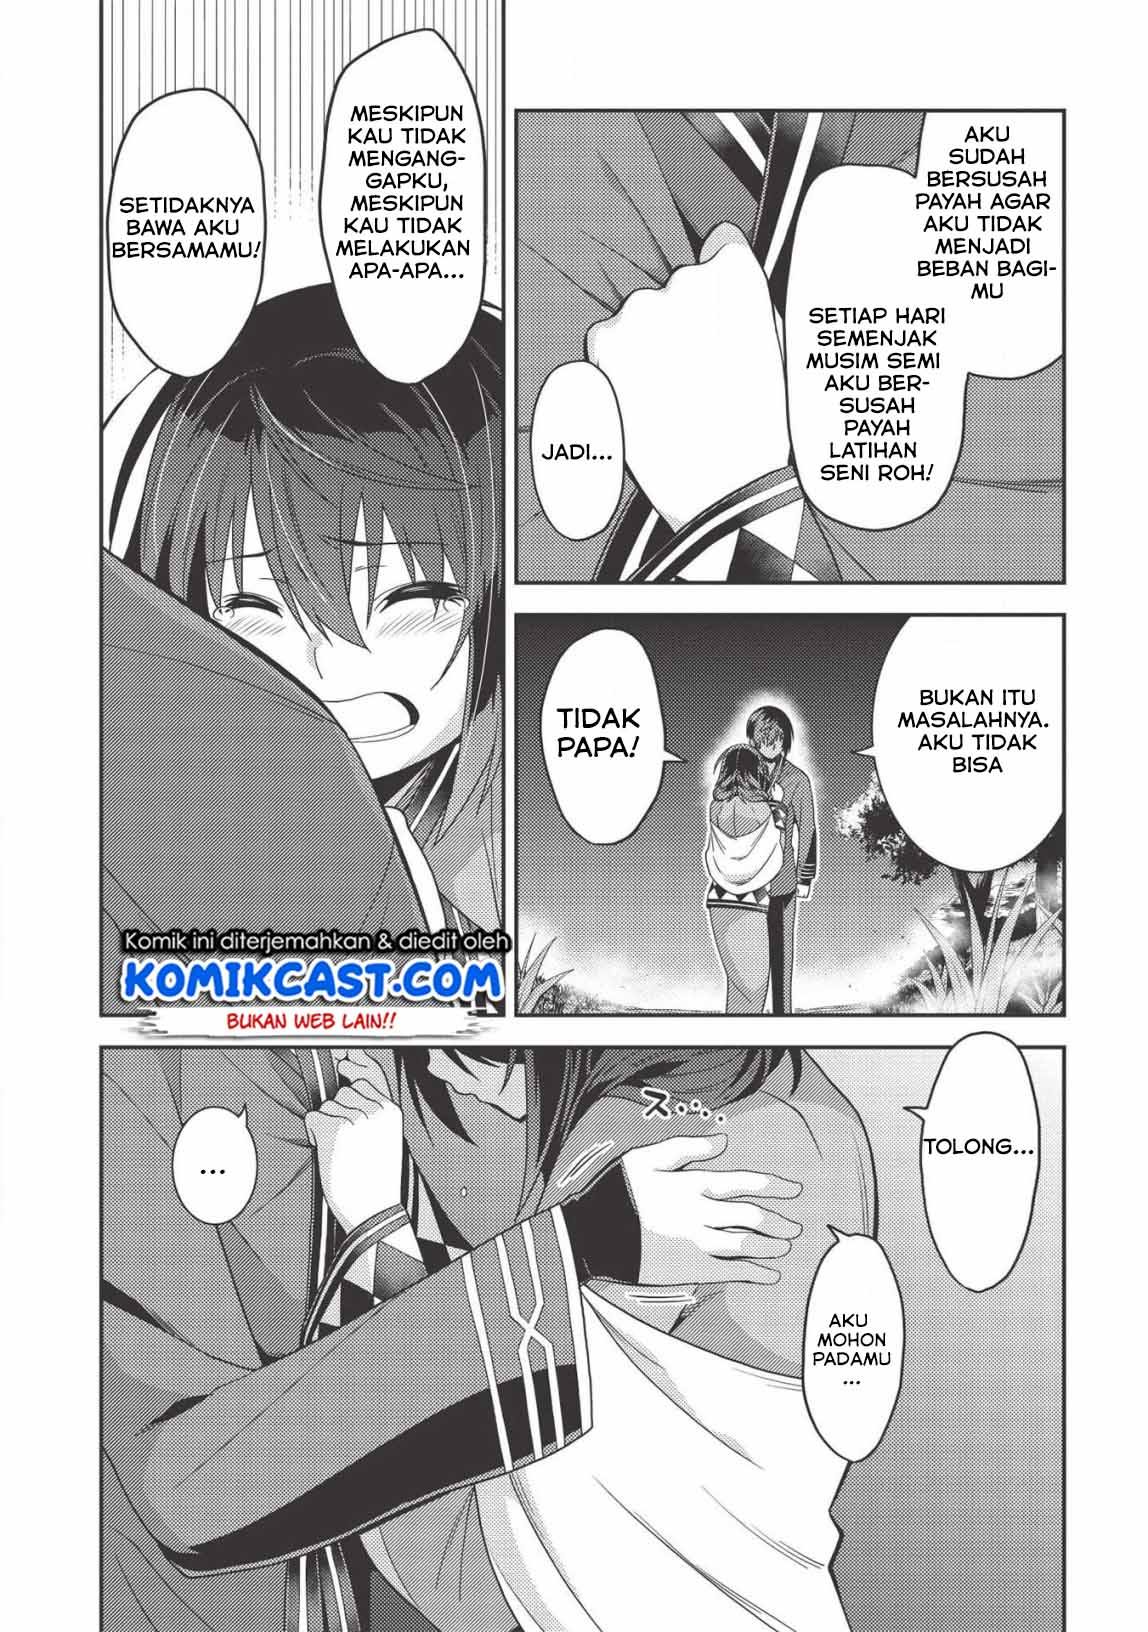 AKU
SUDAH
BERSUSAH
PAYAH AGAR
AKU TIDAK
MENJADI
BEBAN BAGI-
MU
SETIAP HARI
SEMENJAK
MUSIM SEMI
AKU BER-
SUSAH
PAYAH
LATIHAN
SENI ROH!
JADI...
MESKIPUN
KAU TIDAK
MENGANG-
GAPKU,
MESKIPUN
KAU TIDAK
MELAKUKAN
APA-APA...
SETIDAKNYA
BAWA AKU
BERSAMAMU!
BUKAN ITU
MASALAHNYA.
AKU TIDAK
BISA
TIDAK
PAPA!
Komik ini diterjemahkan & diedit oleh
KOMIKCAST.COM
BUKAN WEB LAIN!!
TOLONG...
ス...
AKU
MOHON
PADAMU
...
...